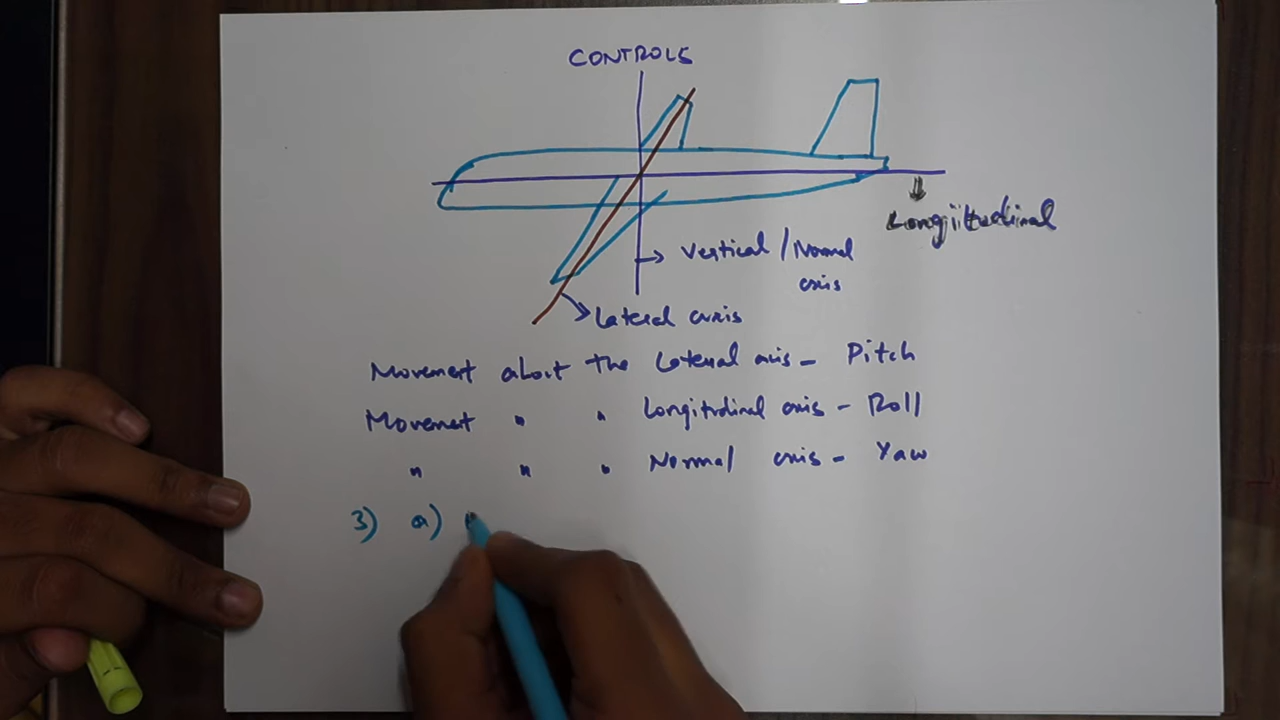 CONTROLS
Longiitudinal
Vertical / Normal
axis
Lateral axis
Movement about the Lateral axis - Pitch
Movement " " Longitudinal axis - Roll
" " " Normal axis - Yaw
3) a)